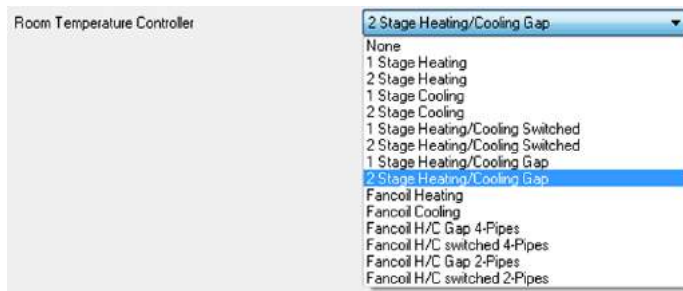 Room Temperature Controller
2 Stage Heating/Cooling Gap
None
1 Stage Heating
2 Stage Heating
1 Stage Cooling
2 Stage Cooling
1 Stage Heating/Cooling Switched
2 Stage Heating/Cooling Switched
1 Stage Heating/Cooling Gap
2 Stage Heating/Cooling Gap
Fancoil Heating
Fancoil Cooling
Fancoil H/C Gap 4-Pipes
Fancoil H/C switched 4-Pipes
Fancoil H/C Gap 2-Pipes
Fancoil H/C switched 2-Pipes